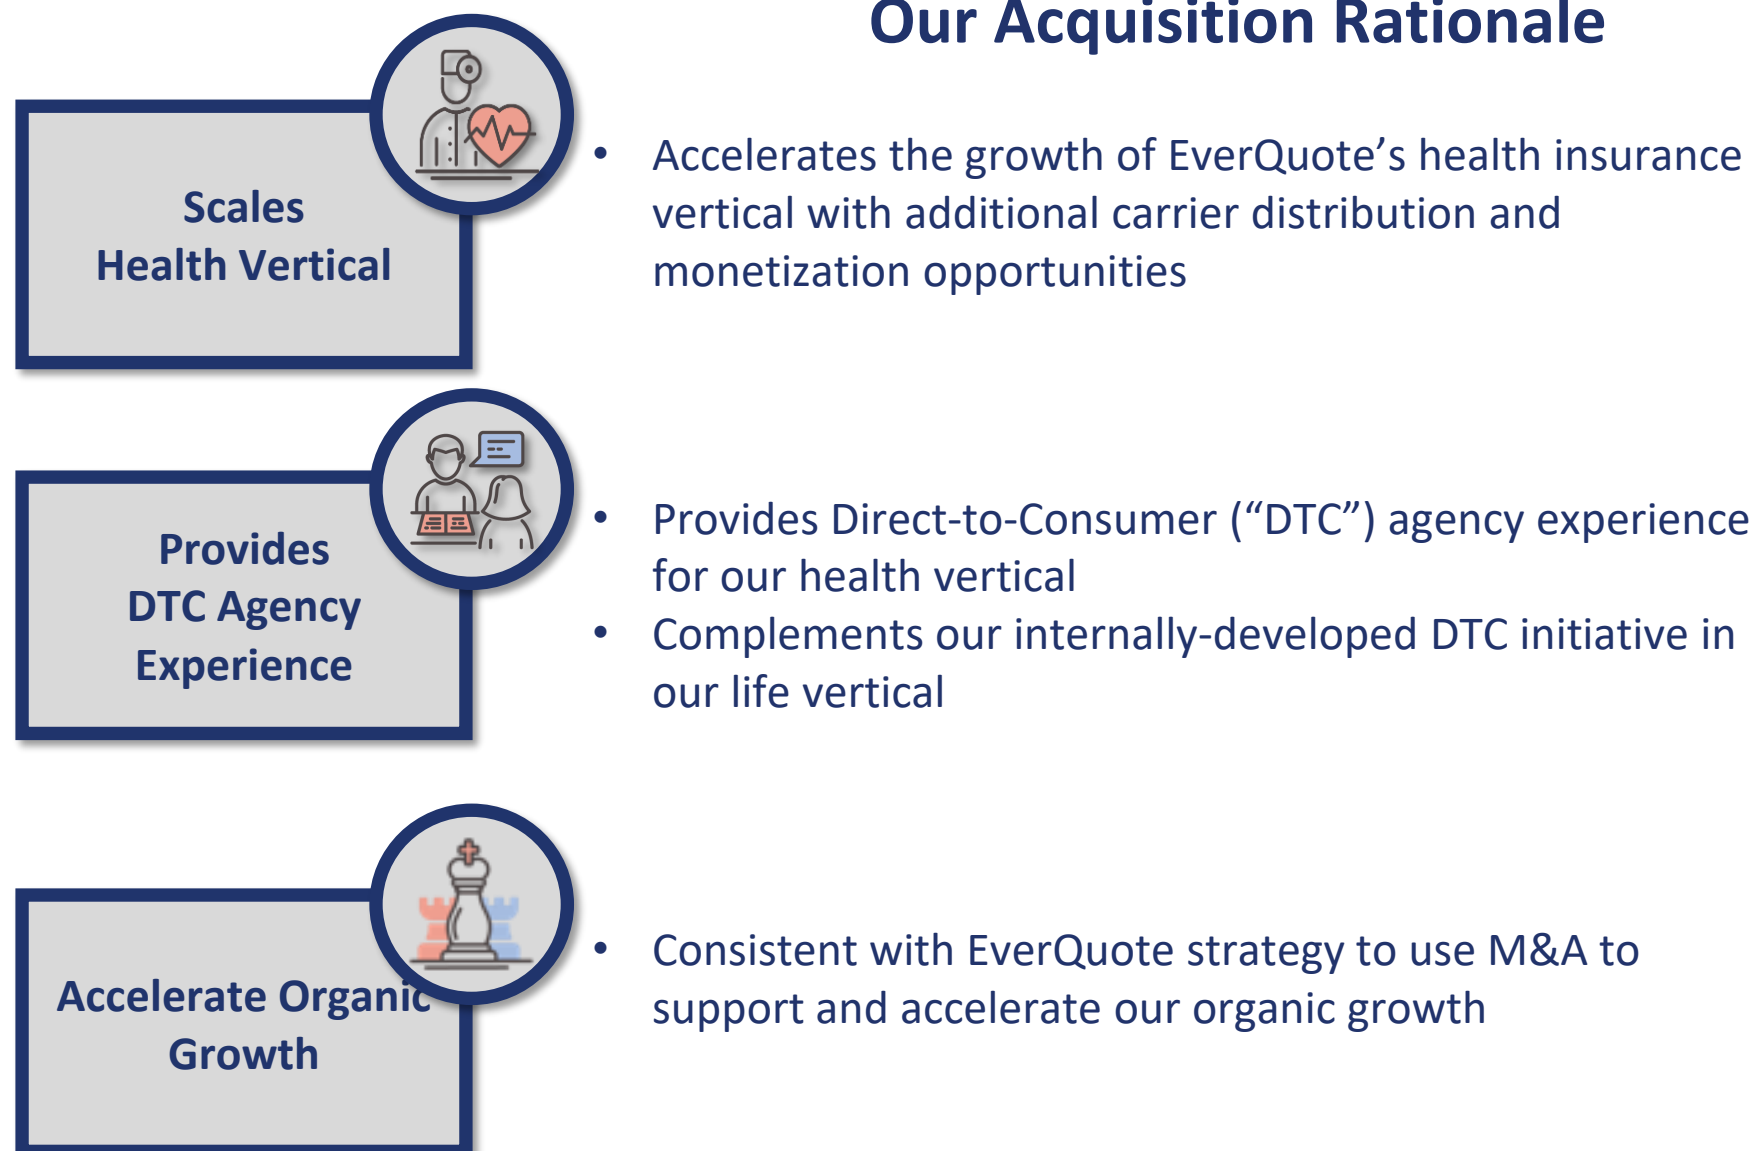 Our Acquisition Rationale
Scales
Health Vertical
• Accelerates the growth of EverQuote’s health insurance
vertical with additional carrier distribution and
monetization opportunities
Provides
DTC Agency
Experience
• Provides Direct-to-Consumer (“DTC”) agency experience
for our health vertical
• Complements our internally-developed DTC initiative in
our life vertical
Accelerate Organic
Growth
• Consistent with EverQuote strategy to use M&A to
support and accelerate our organic growth